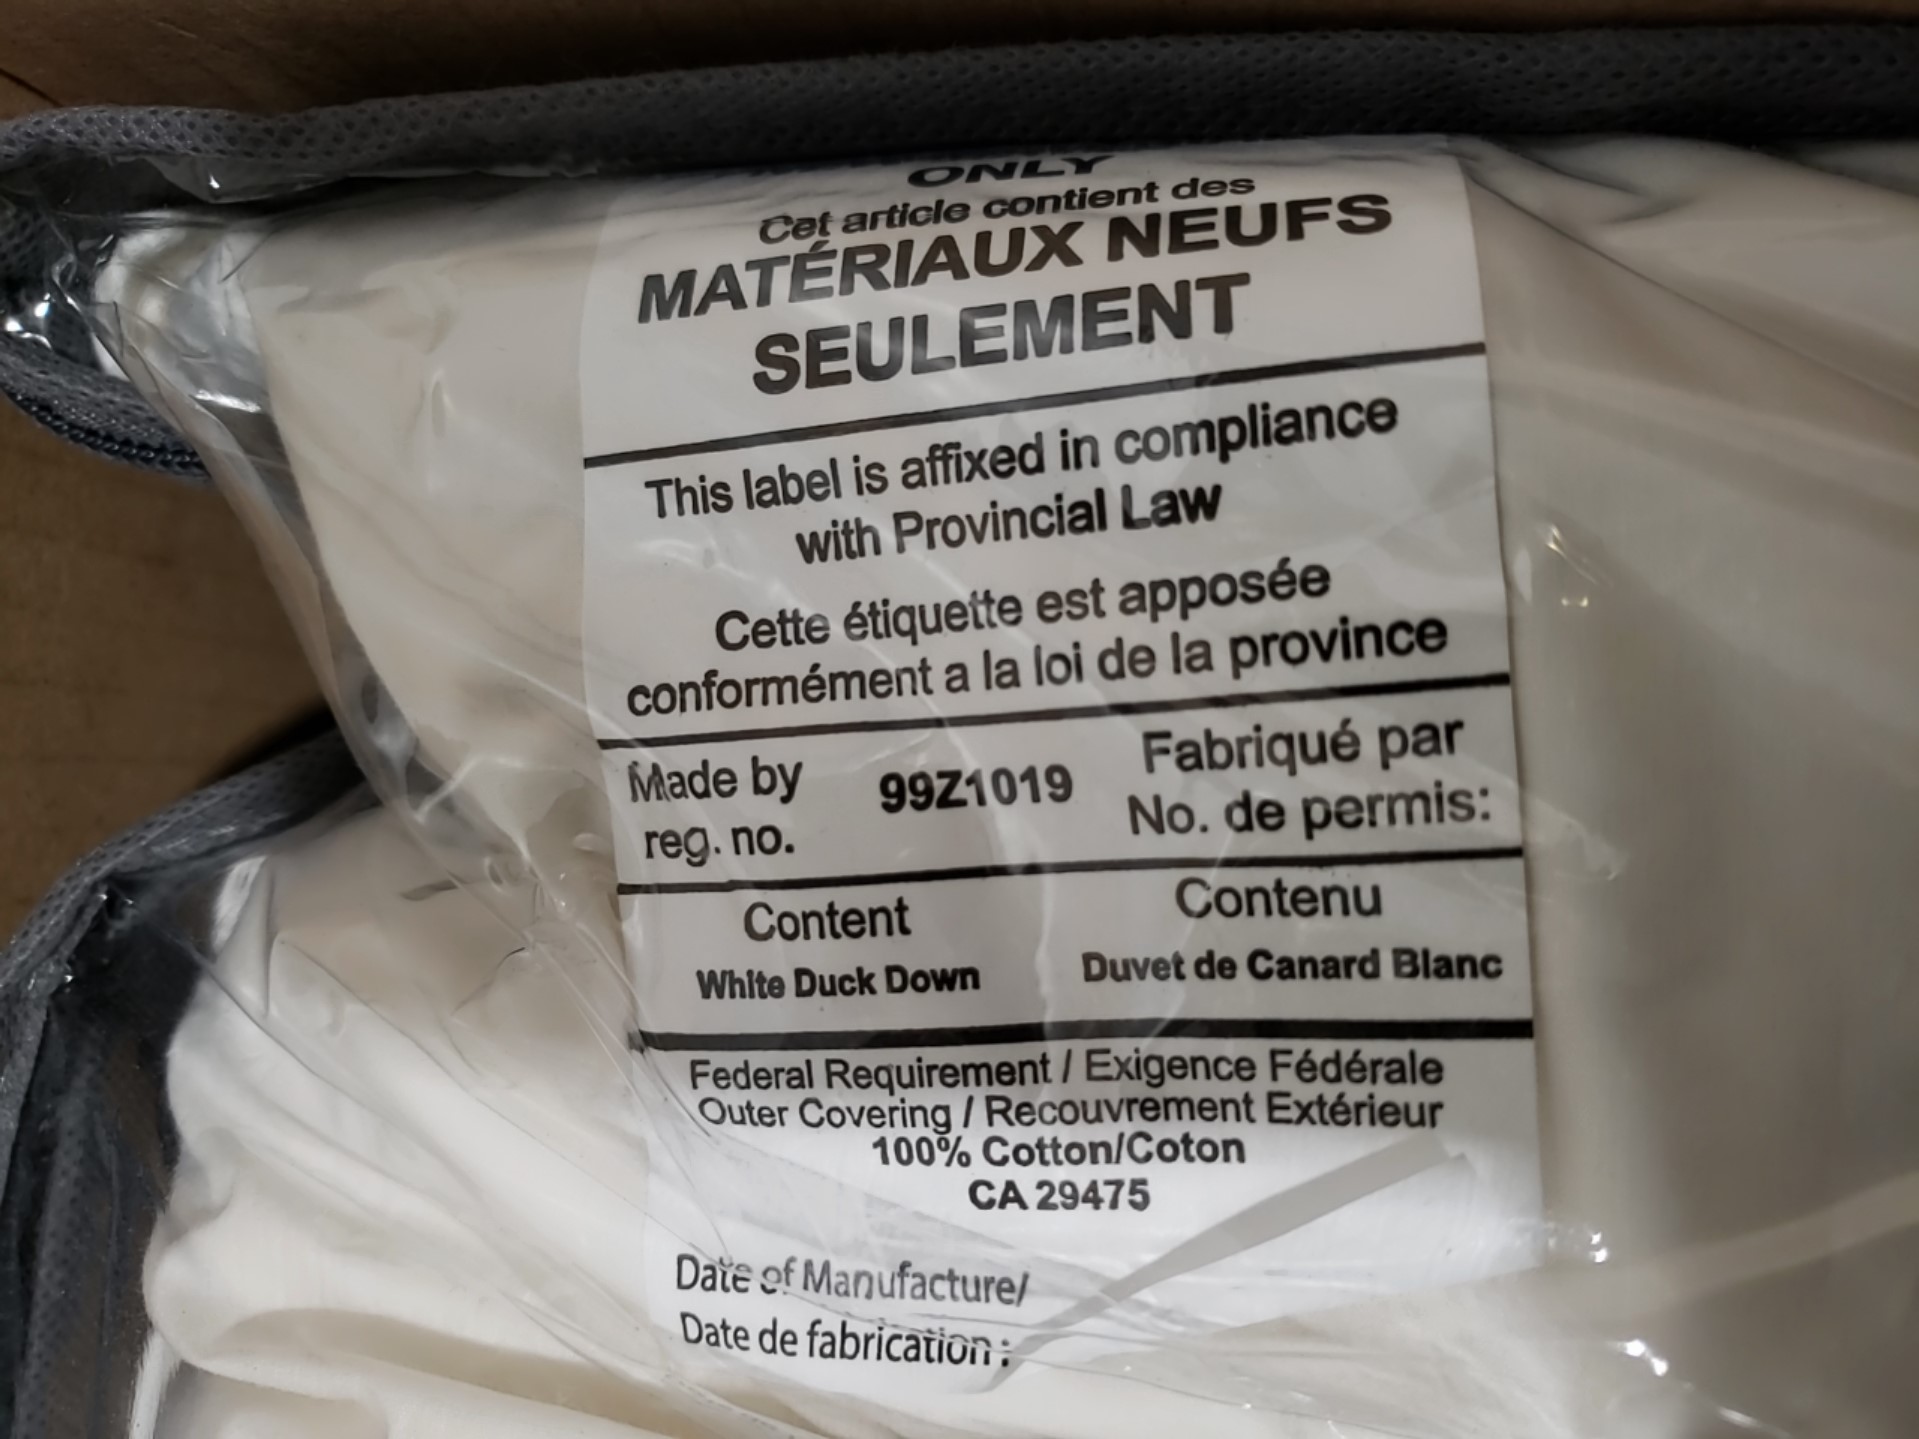 ONLY
Cet article contient des
MATÉRIAUX NEUFS
SEULEMENT
This label is affixed in compliance
with Provincial Law
Cette étiquette est apposée
conformément a la loi de la province
Made by
reg. no.
99Z1019
Fabriqué par
No. de permis:
Content
White Duck Down
Contenu
Duvet de Canard Blanc
Federal Requirement / Exigence Fédérale
Outer Covering / Recouvrement Extérieur
100% Cotton/Coton
CA 29475
Date of Manufacture/
Date de fabrication :